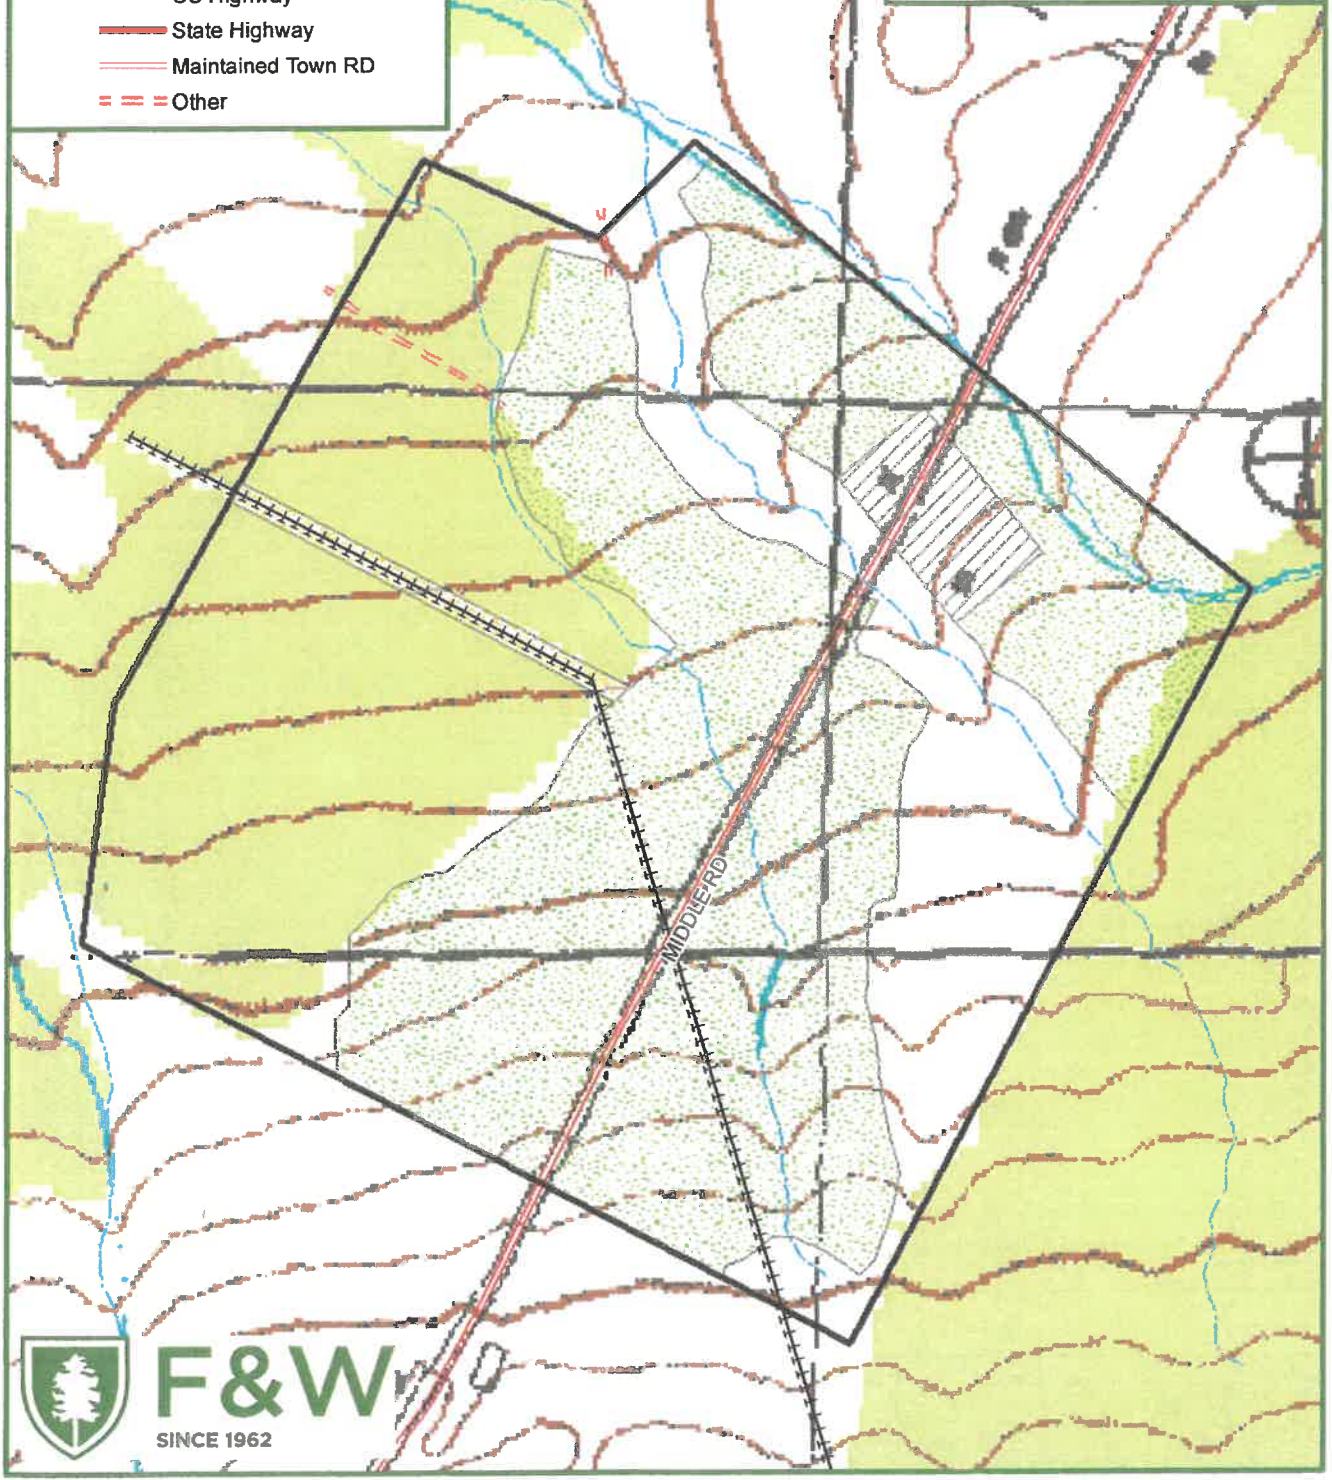 State Highway
Maintained Town RD
Other
MIDDLE RD
F&W
SINCE 1962